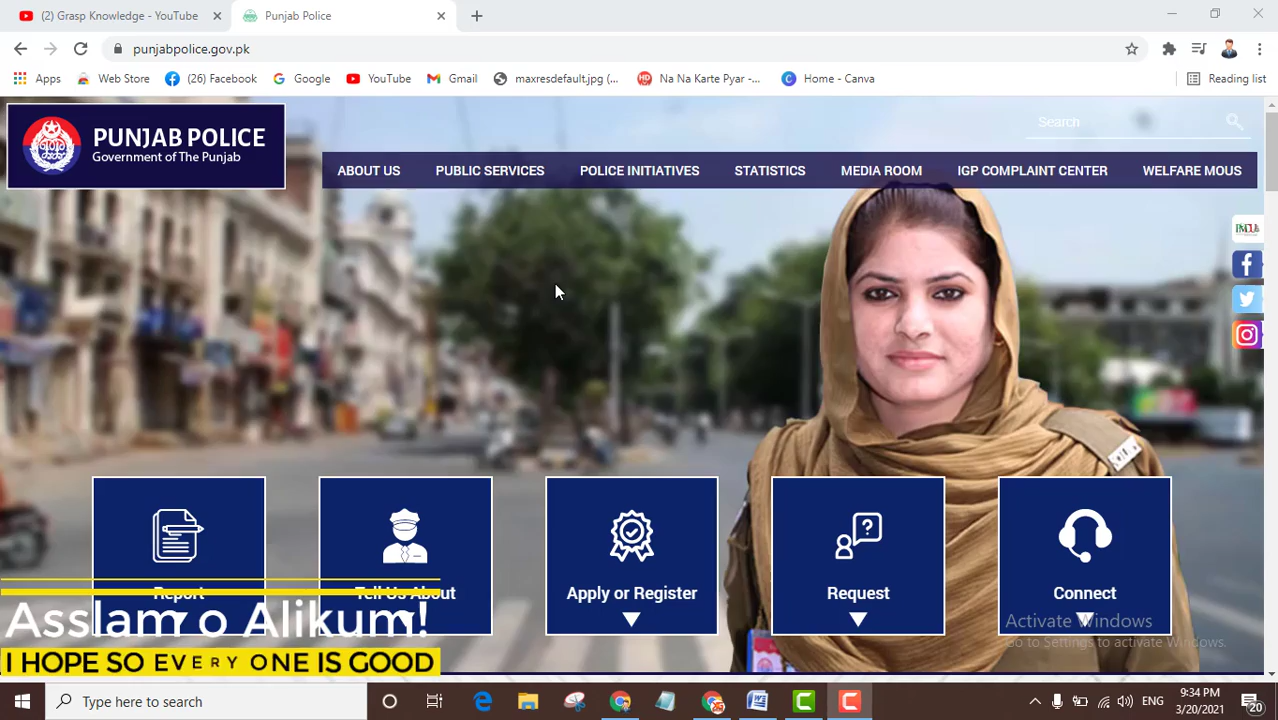 (2) Grasp Knowledge - YouTube
Punjab Police
punjabpolice.gov.pk
Apps
Web Store
(26) Facebook
Google
YouTube
Gmail
maxresdefault.jpg (...
Na Na Karte Pyar -...
Home - Canva
Reading list
PUNJAB POLICE
Government of The Punjab
Search
ABOUT US
PUBLIC SERVICES
POLICE INITIATIVES
STATISTICS
MEDIA ROOM
IGP COMPLAINT CENTER
WELFARE MOUS
Report
Tell Us About
Apply or Register
Request
Connect
Asslam o Alikum!
I HOPE SO EVERY ONE IS GOOD
Activate Windows
Go to Settings to activate Windows.
Type here to search
ENG
9:34 PM
3/20/2021
20